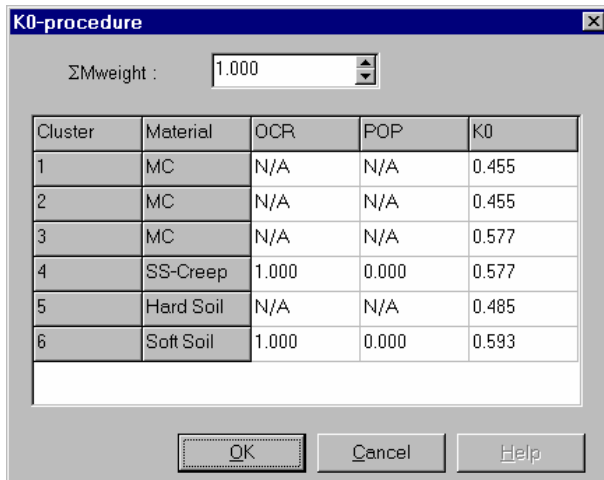 K0-procedure
ΣMweight : 1.000
Cluster Material OCR POP K0
1 MC N/A N/A 0.455
2 MC N/A N/A 0.455
3 MC N/A N/A 0.577
4 SS-Creep 1.000 0.000 0.577
5 Hard Soil N/A N/A 0.485
6 Soft Soil 1.000 0.000 0.593
OK Cancel Help